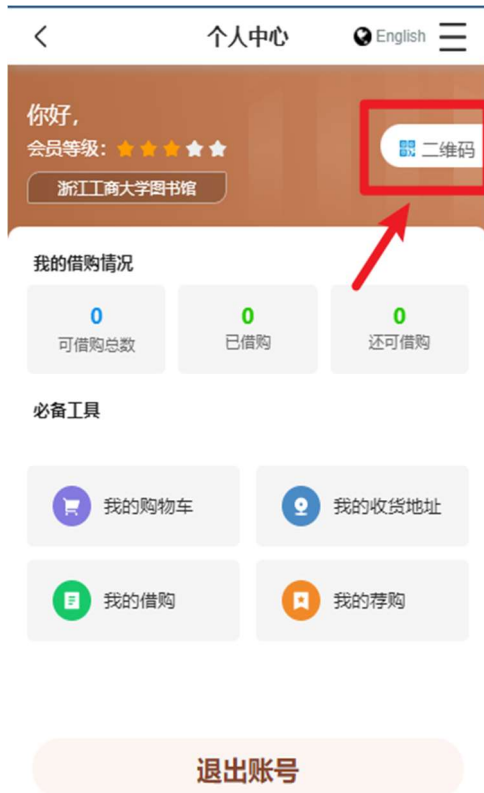 个人中心 English
你好，
会员等级：
二维码
浙江工商大学图书馆
我的借购情况
0 0 0
可借购总数 已借购 还可借购
必备工具
我的购物车 我的收货地址
我的借购 我的荐购
退出账号